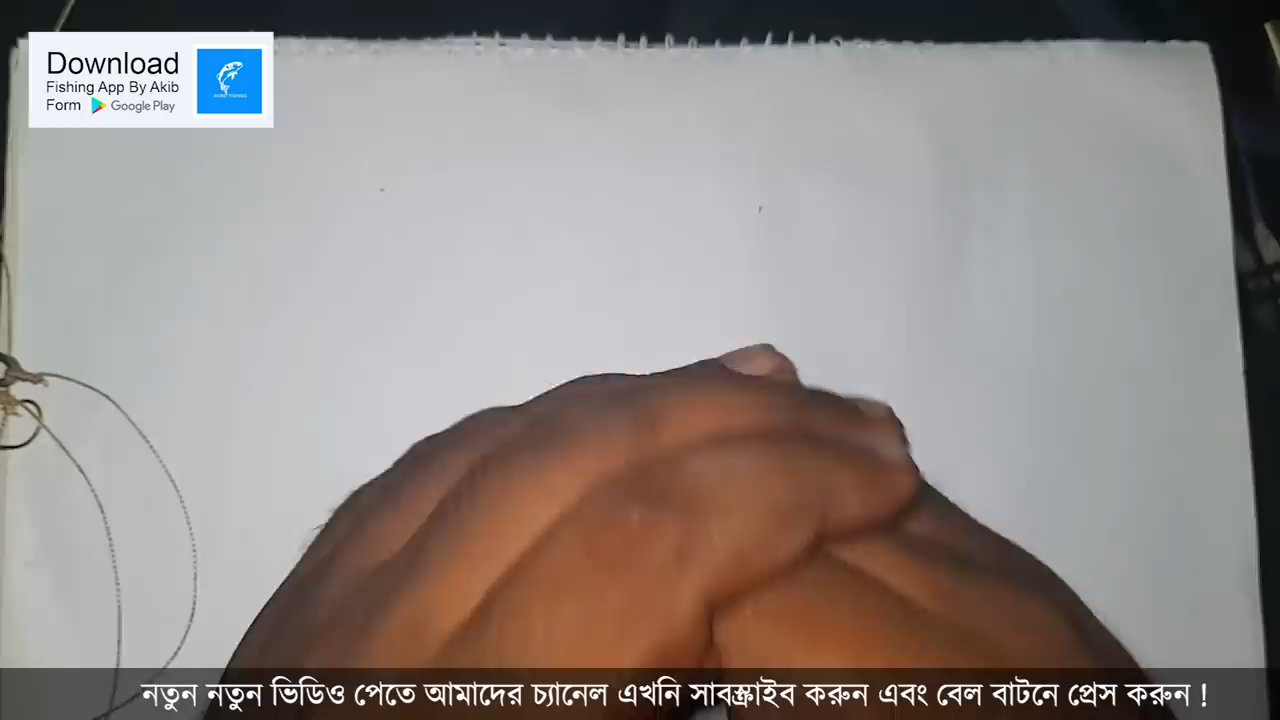 Download
Fishing App By Akib
Form Google Play
নতুন নতুন ভিডিও পেতে আমাদের চ্যানেল এখনি সাবস্ক্রাইব করুন এবং বেল বাটনে প্রেস করুন !